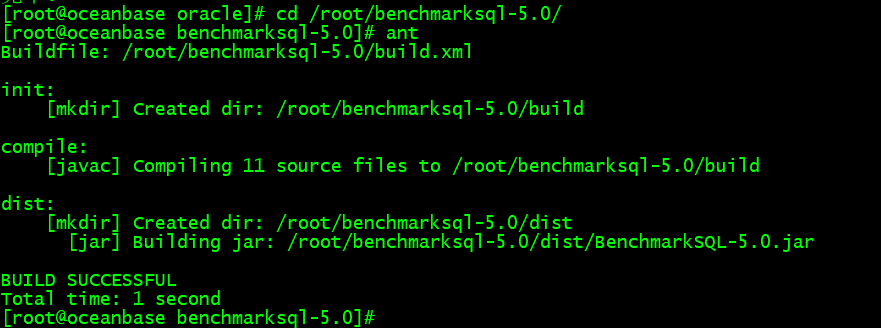 [root@oceanbase oracle]# cd /root/benchmarksql-5.0/
[root@oceanbase benchmarksql-5.0]# ant
Buildfile: /root/benchmarksql-5.0/build.xml
init:
[mkdir] Created dir: /root/benchmarksql-5.0/build
compile:
[javac] Compiling 11 source files to /root/benchmarksql-5.0/build
dist:
[mkdir] Created dir: /root/benchmarksql-5.0/dist
[jar] Building jar: /root/benchmarksql-5.0/dist/BenchmarkSQL-5.0.jar
BUILD SUCCESSFUL
Total time: 1 second
[root@oceanbase benchmarksql-5.0]#